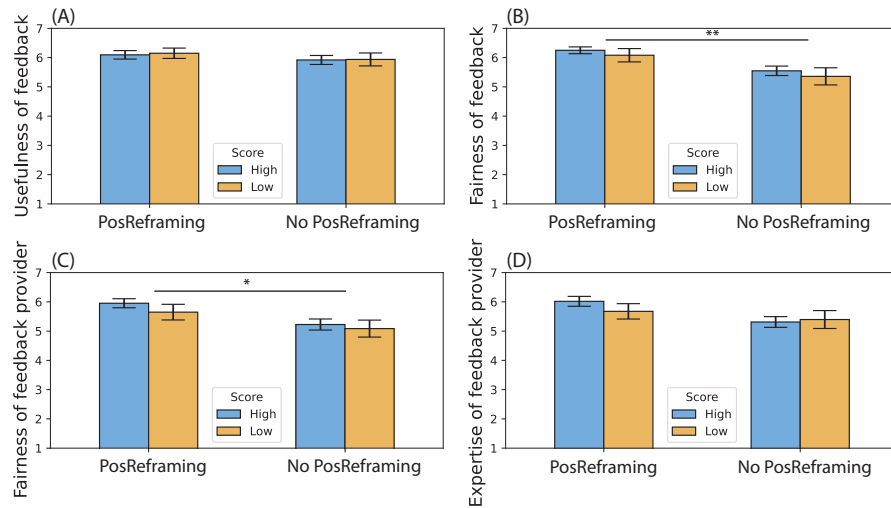 (A)
Usefulness of feedback
7
6
5
4
3
2
1
Score
High
Low
PosReframing
No PosReframing
(B)
Fairness of feedback
7
6
5
4
3
2
1
**
Score
High
Low
PosReframing
No PosReframing
(C)
Fairness of feedback provider
7
6
5
4
3
2
1
*
Score
High
Low
PosReframing
No PosReframing
(D)
Expertise of feedback provider
7
6
5
4
3
2
1
Score
High
Low
PosReframing
No PosReframing